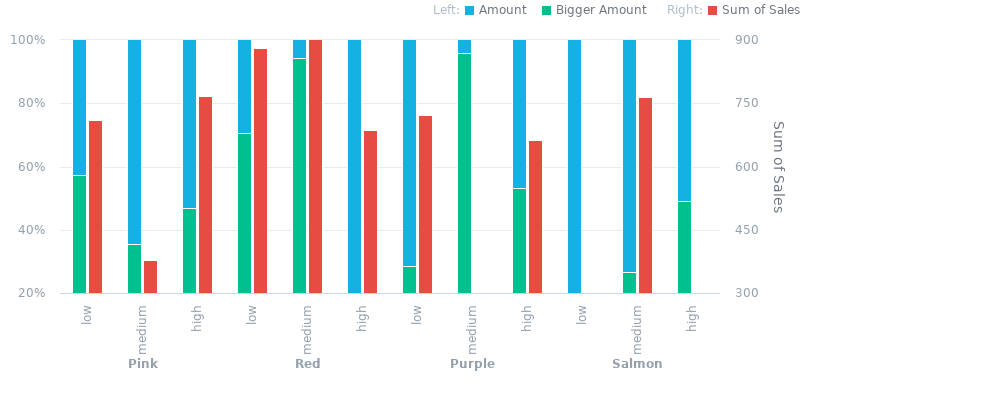 Left: Amount Bigger Amount Right: Sum of Sales
100% 900
80% 750
60% 600
40% 450
20% 300
Sum of Sales
low medium high low medium high low medium high low medium high
Pink Red Purple Salmon